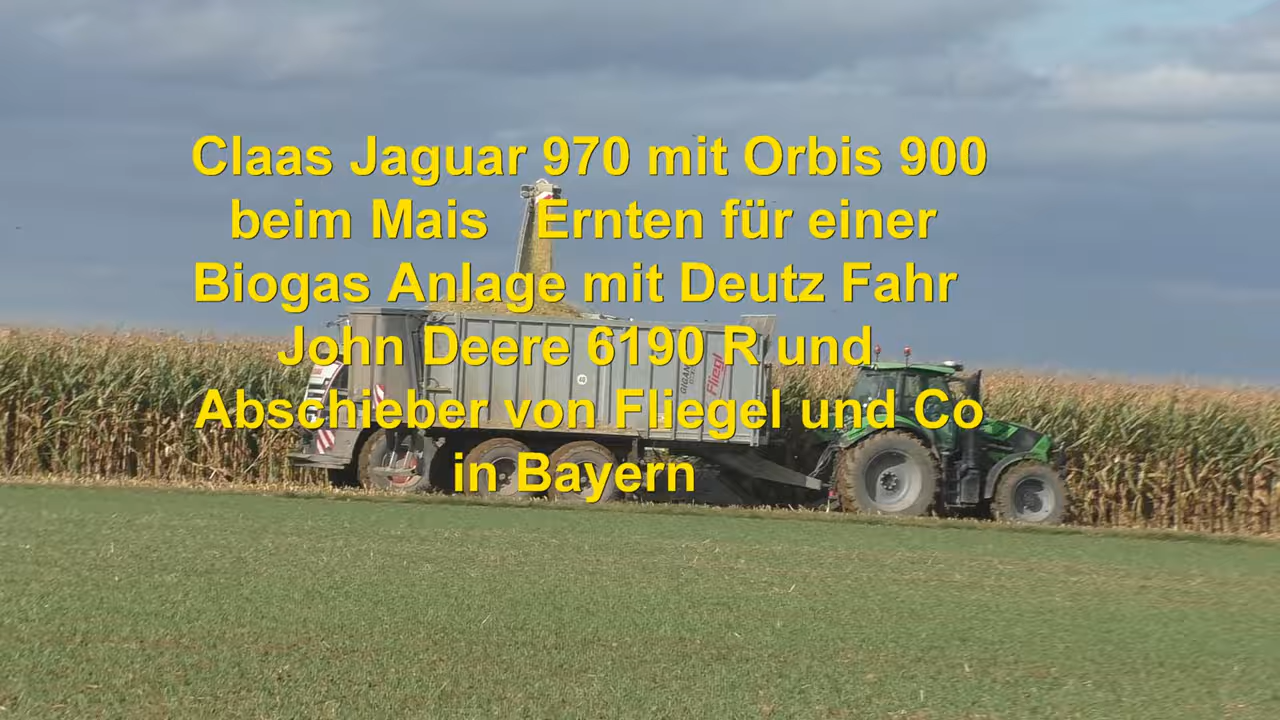 Claas Jaguar 970 mit Orbis 900
beim Mais Ernten für einer
Biogas Anlage mit Deutz Fahr
John Deere 6190 R und
Abschieber von Fliegel und Co
in Bayern
Fliegl